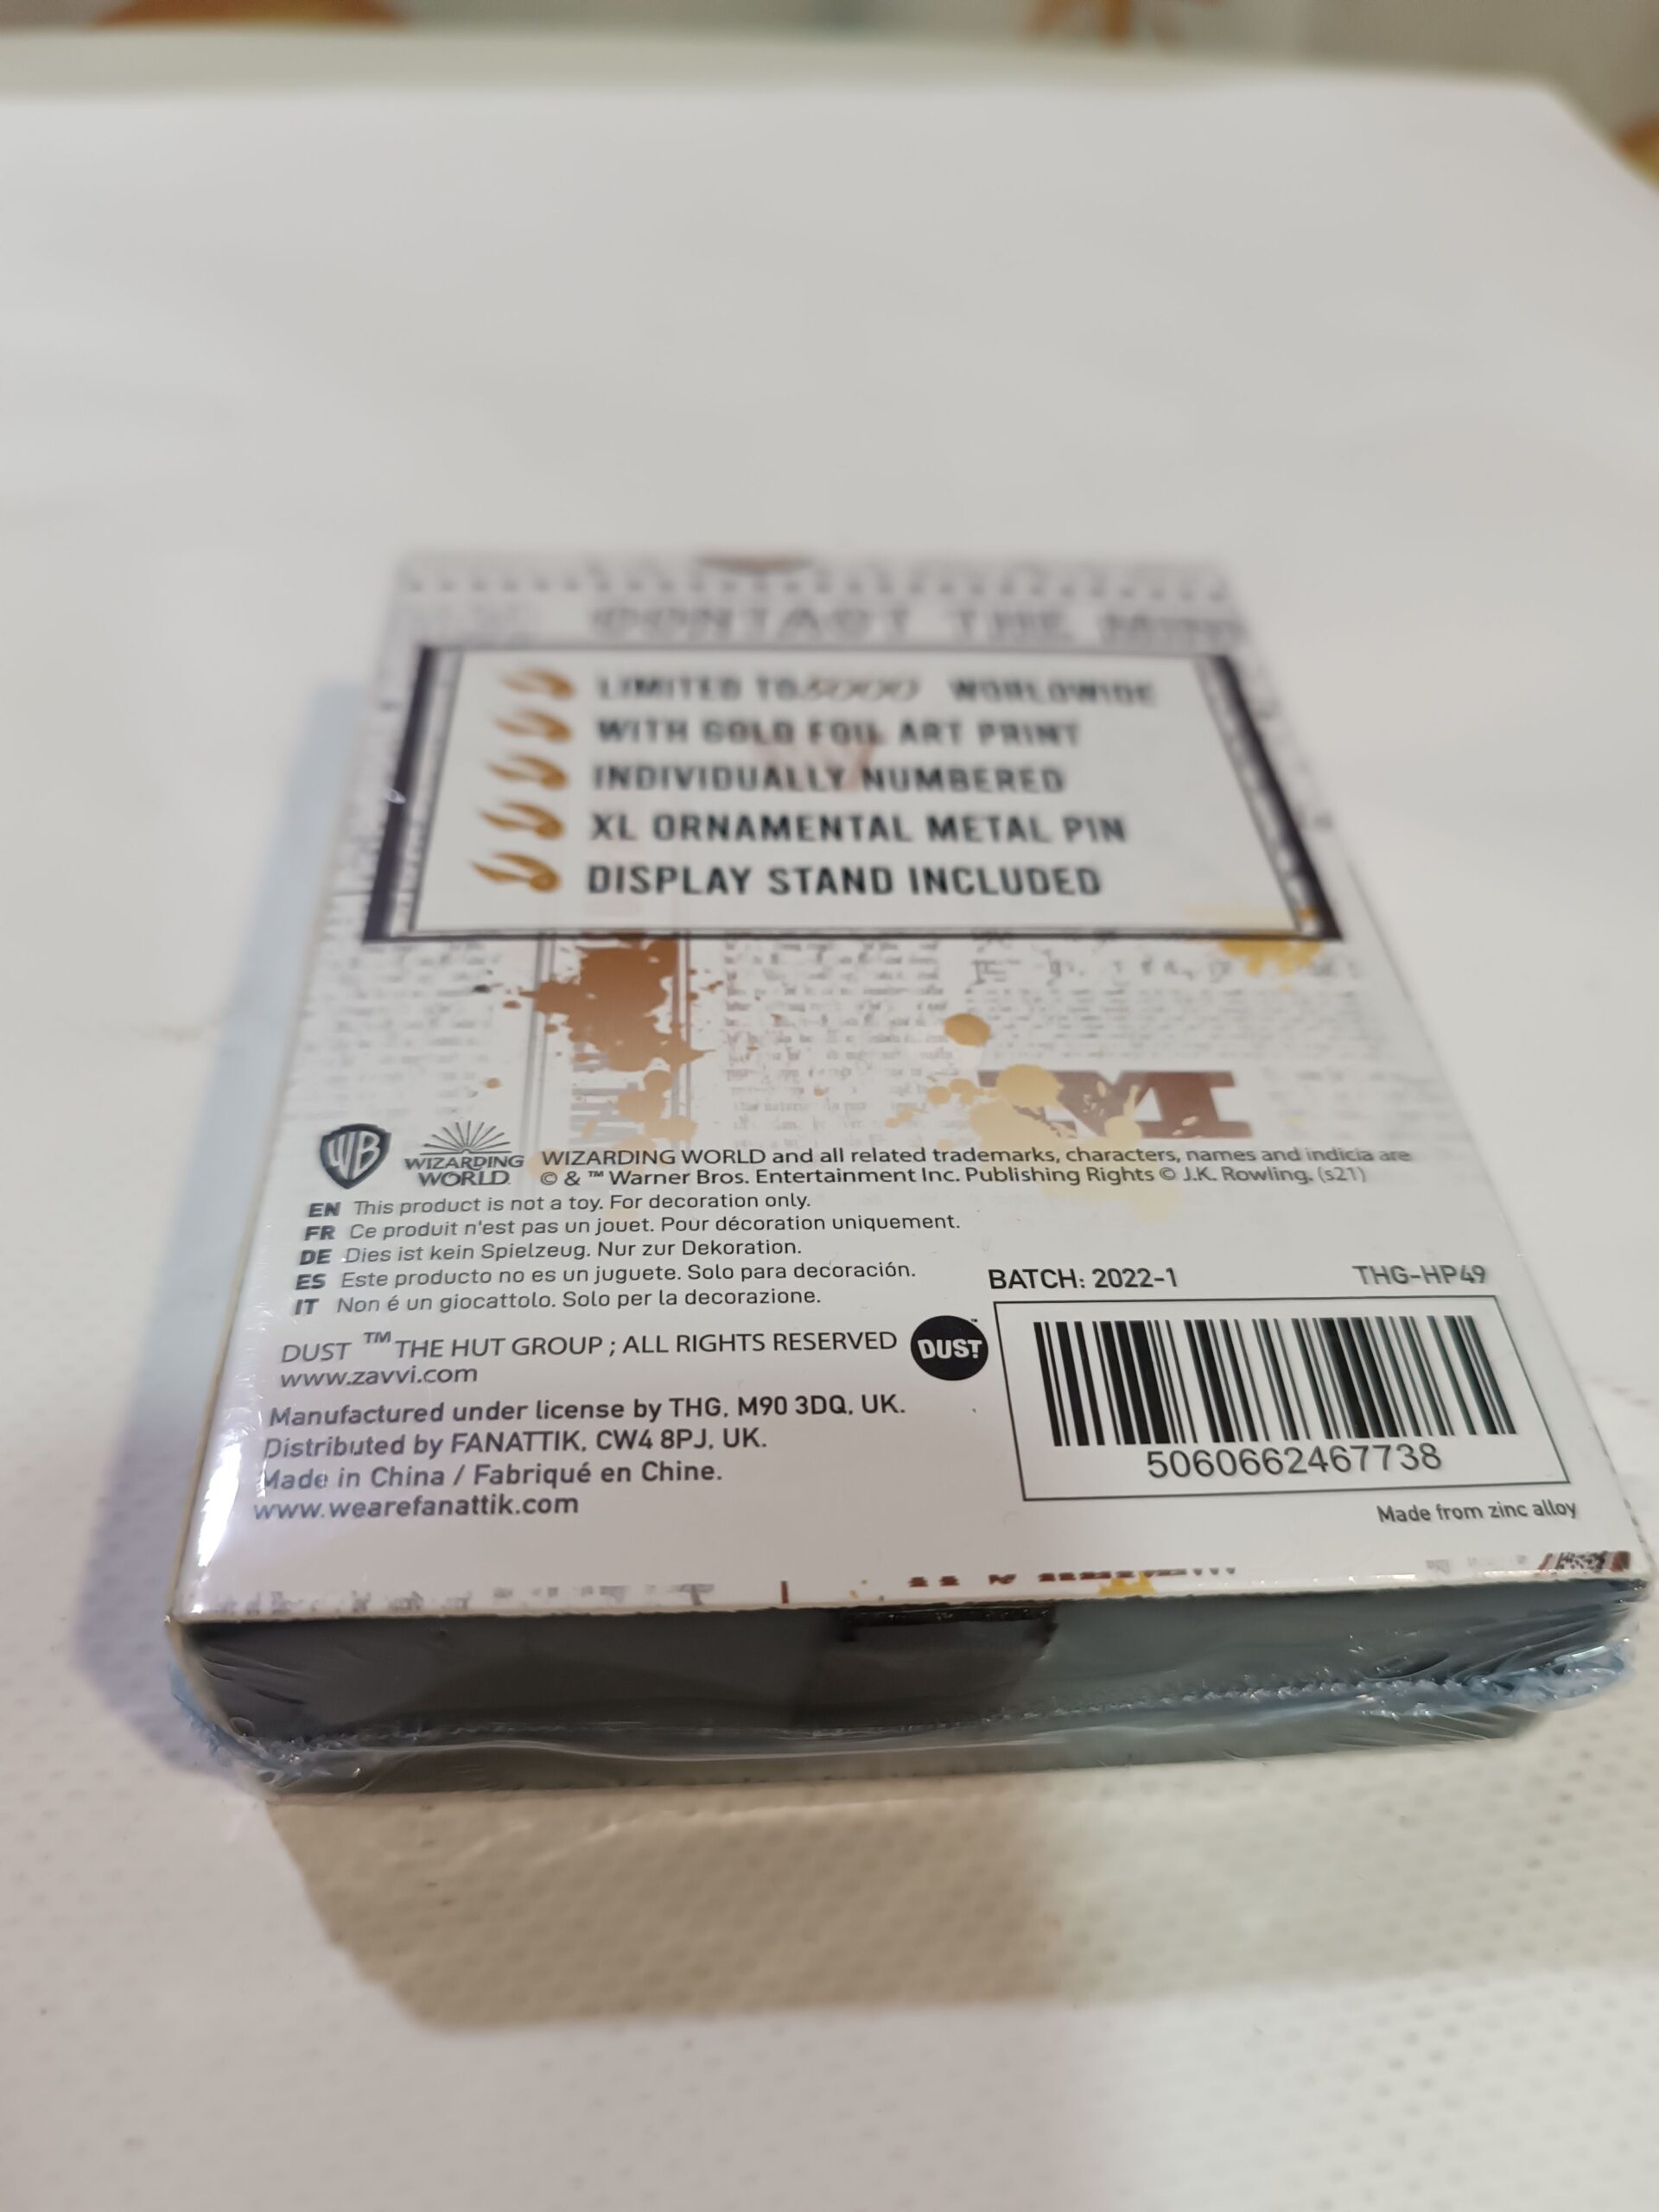 CONTACT THE MINI
LIMITED TO 5000 WORLDWIDE
WITH GOLD FOIL ART PRINT
INDIVIDUALLY NUMBERED
XL ORNAMENTAL METAL PIN
DISPLAY STAND INCLUDED
WB
WIZARDING
WORLD
WIZARDING WORLD and all related trademarks, characters, names and indicia are
© & ™ Warner Bros. Entertainment Inc. Publishing Rights © J.K. Rowling. (s21)
EN This product is not a toy. For decoration only.
FR Ce produit n'est pas un jouet. Pour décoration uniquement.
DE Dies ist kein Spielzeug. Nur zur Dekoration.
ES Este producto no es un juguete. Solo para decoración.
IT Non é un giocattolo. Solo per la decorazione.
DUST ™ THE HUT GROUP ; ALL RIGHTS RESERVED
www.zavvi.com
DUST
Manufactured under license by THG, M90 3DQ, UK.
Distributed by FANATTIK, CW4 8PJ, UK.
Made in China / Fabriqué en Chine.
www.wearefanattik.com
BATCH: 2022-1
THG-HP49
5060662467738
Made from zinc alloy